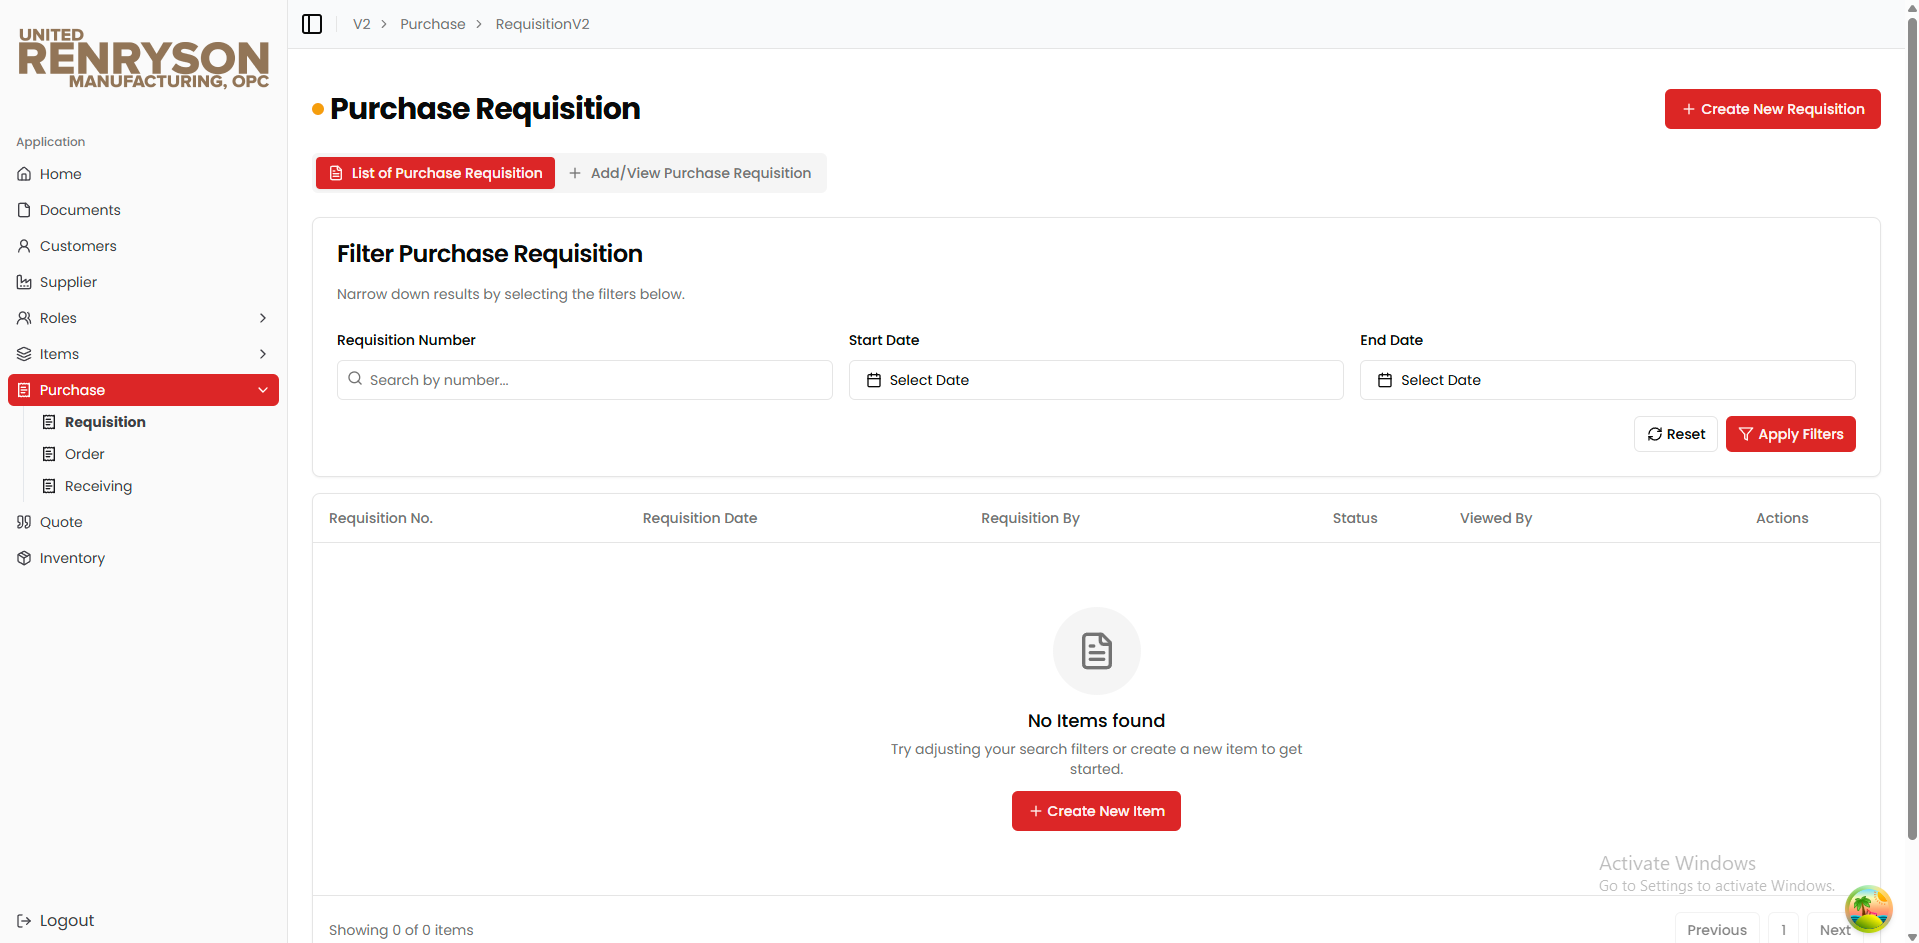 UNITED
RENRYSON
MANUFACTURING, OPC
Application
Home
Documents
Customers
Supplier
Roles
Items
Purchase
Requisition
Order
Receiving
Quote
Inventory
Logout
V2 > Purchase > RequisitionV2
Purchase Requisition
+ Create New Requisition
List of Purchase Requisition
+ Add/View Purchase Requisition
Filter Purchase Requisition
Narrow down results by selecting the filters below.
Requisition Number
Start Date
End Date
Search by number...
Select Date
Select Date
Reset
Apply Filters
Requisition No.
Requisition Date
Requisition By
Status
Viewed By
Actions
No Items found
Try adjusting your search filters or create a new item to get
started.
+ Create New Item
Activate Windows
Go to Settings to activate Windows.
Showing 0 of 0 items
Previous
1
Next